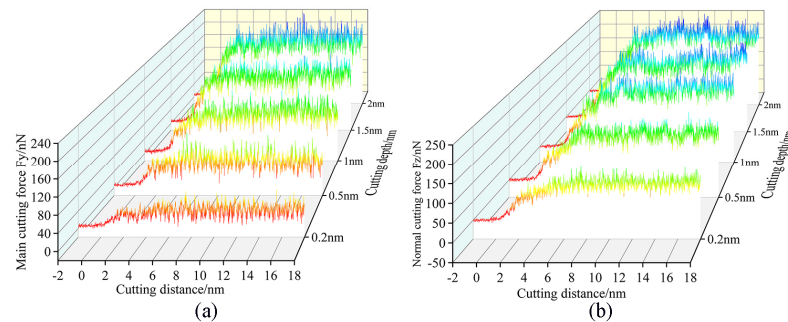 Main cutting force Fy/nN
240
200
160
120
80
40
0
-2 0 2 4 6 8 10 12 14 16 18
Cutting distance/nm
0.2nm
0.5nm
1nm
1.5nm
2nm
Cutting depth/nm
(a)
Normal cutting force Fz/nN
250
200
150
100
50
0
-50
-2 0 2 4 6 8 10 12 14 16 18
Cutting distance/nm
0.2nm
0.5nm
1nm
1.5nm
2nm
Cutting depth/nm
(b)